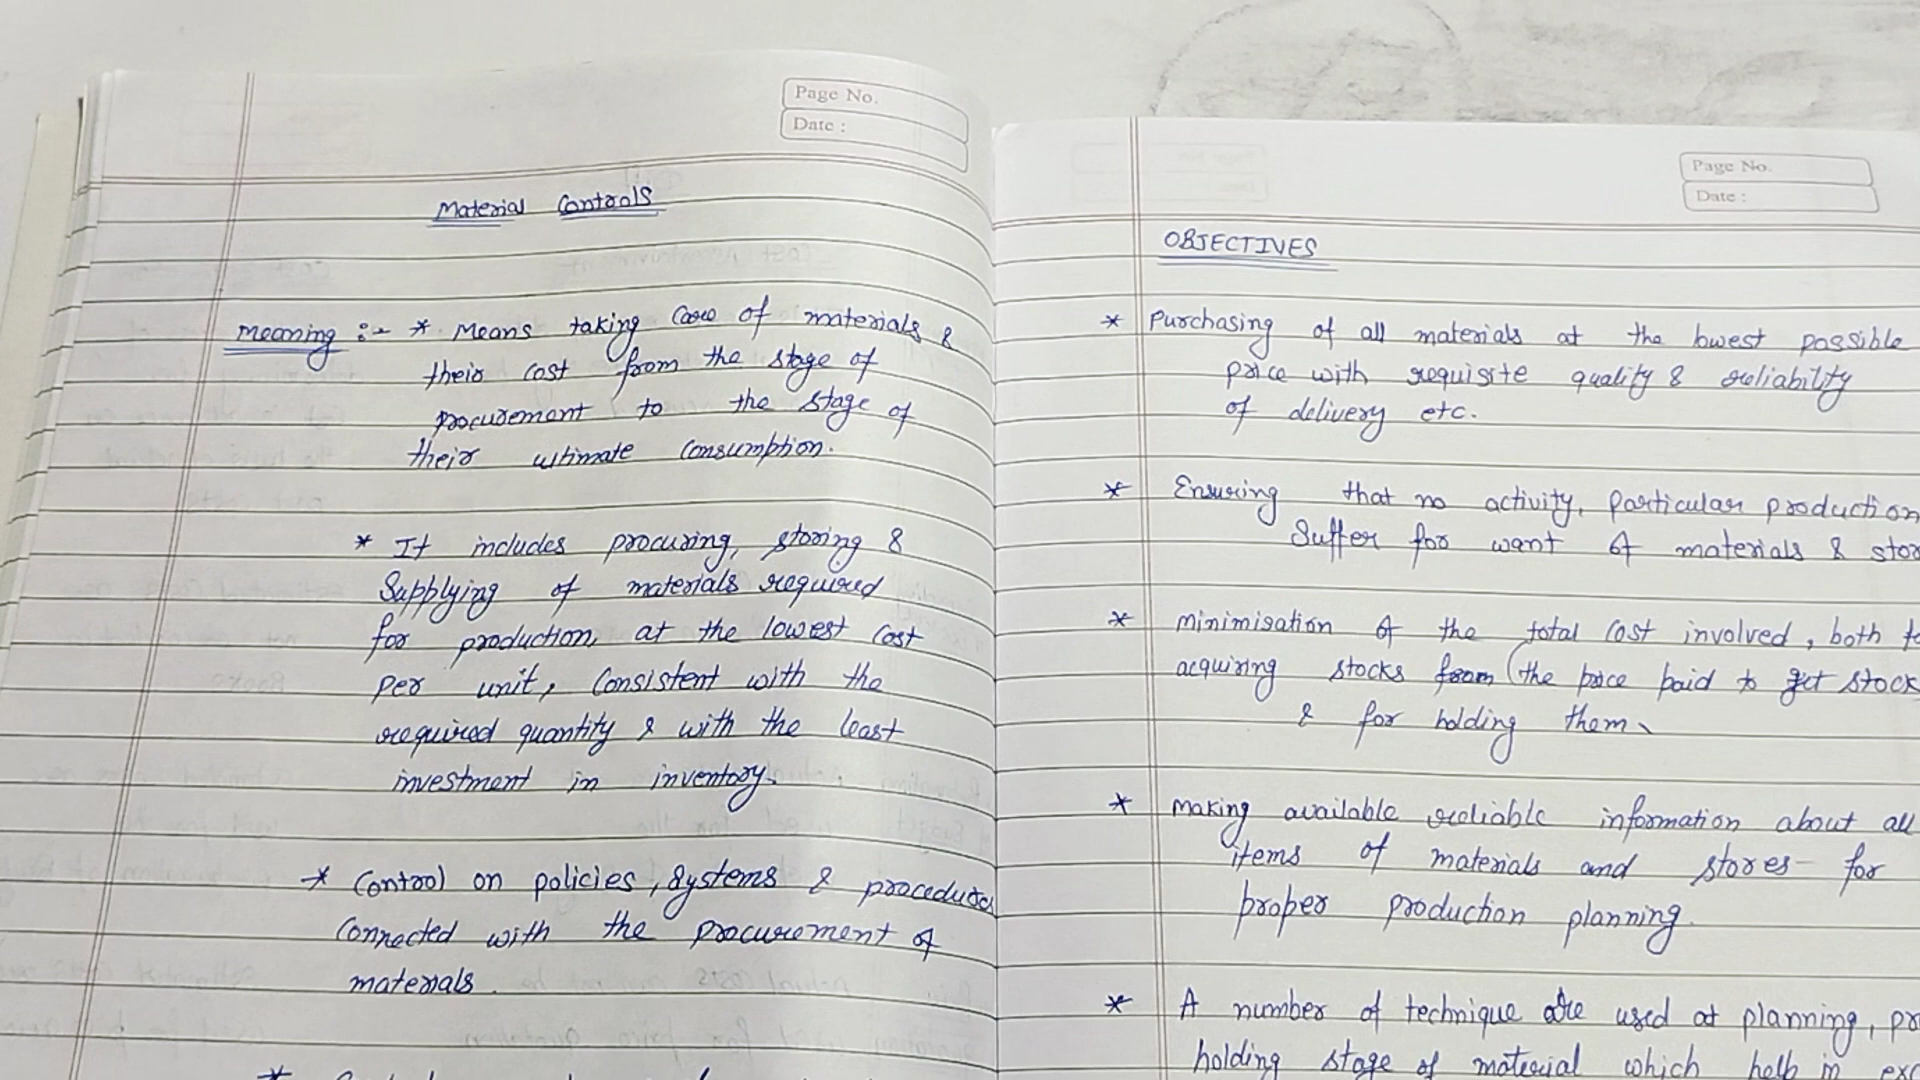 Page No.
Date :
Material Controls
Meaning :- * Means taking Care of materials &
their cost from the stage of
procurement to the stage of
their ultimate Consumption.
* It includes procuring, storing &
Supplying of materials required
for production, at the lowest Cost
per unit, Consistent with the
required quantity & with the least
investment in inventory.
* Control on policies, Systems & procedures
Connected with the procurement of
materials.
Page No.
Date :
OBJECTIVES
* Purchasing of all materials at the lowest possible
price with requisite quality & reliability
of delivery etc.
* Ensuring that no activity, Particular production
Suffer for want of materials &
* minimisation of the total Cost involved, both
acquiring stocks from (the price paid to get stock
& for holding them.
* Making available reliable information about all
items of materials and stores- for
proper production planning.
* A number of technique are used at planning,
holding stage of material which help in